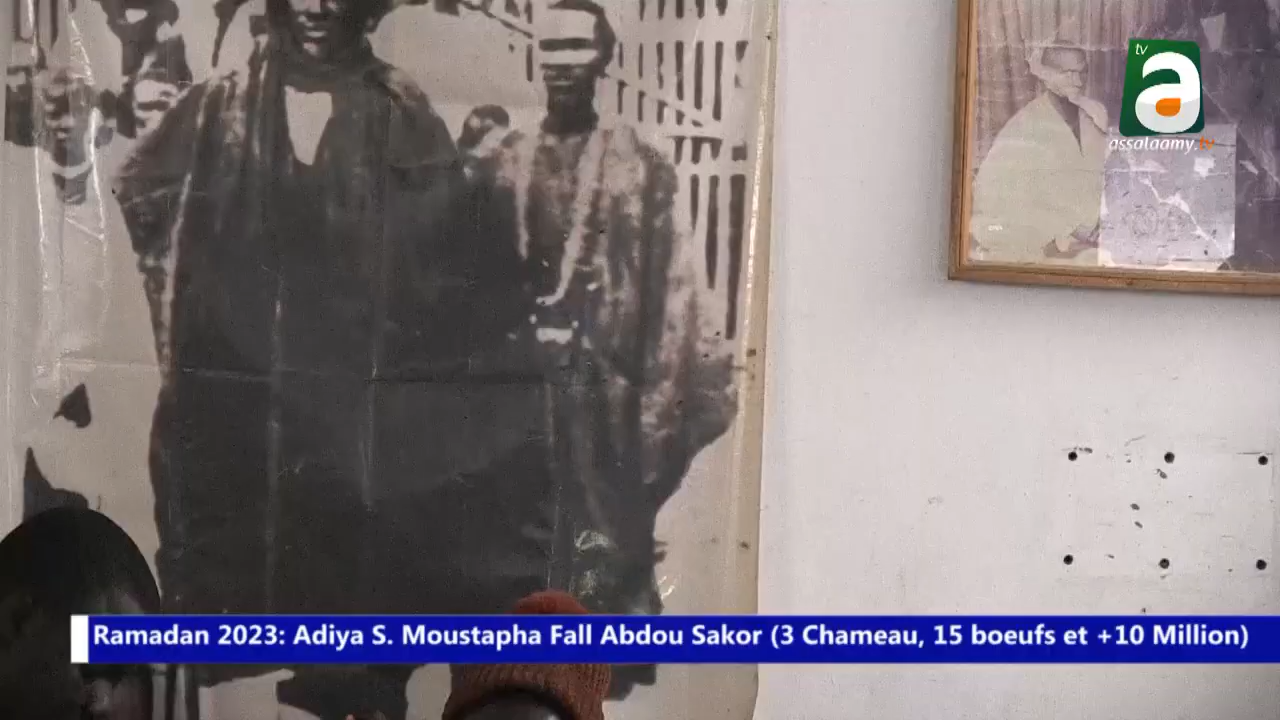 tv
a
assalaamy.tv
Ramadan 2023: Adiya S. Moustapha Fall Abdou Sakor (3 Chameau, 15 boeufs et +10 Million)